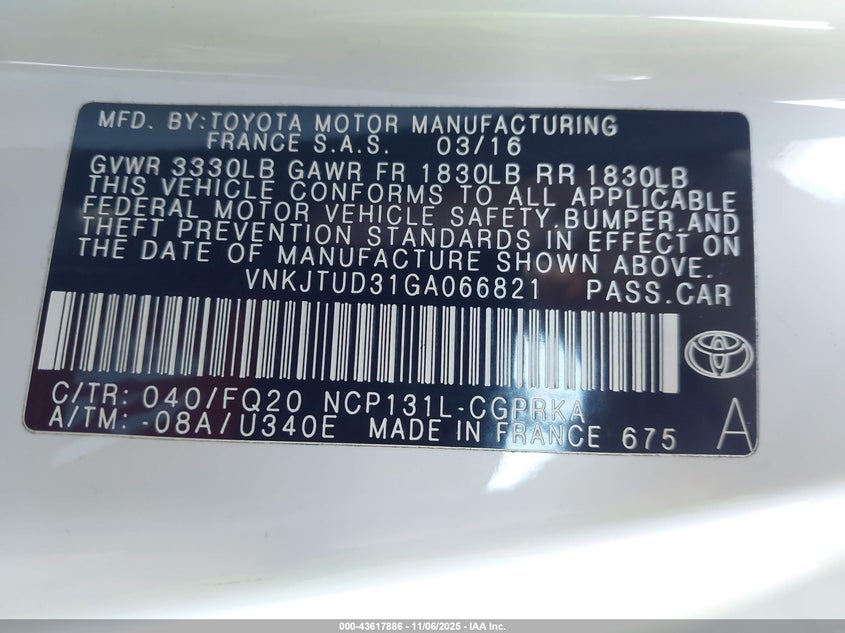 MFD. BY:TOYOTA MOTOR MANUFACTURING
FRANCE S.A.S. 03/16
GVWR 3330LB GAWR FR 1830LB RR 1830LB
THIS VEHICLE CONFORMS TO ALL APPLICABLE
FEDERAL MOTOR VEHICLE SAFETY,BUMPER,AND
THEFT PREVENTION STANDARDS IN EFFECT ON
THE DATE OF MANUFACTURE SHOWN ABOVE.
VNKJTUD31GA066821 PASS.CAR
C/TR: 040/FQ20 NCP131L-CGPRKA
A/TM: -08A/U340E MADE IN FRANCE 675 A
000-43617886 - 11/06/2025 - IAA Inc.